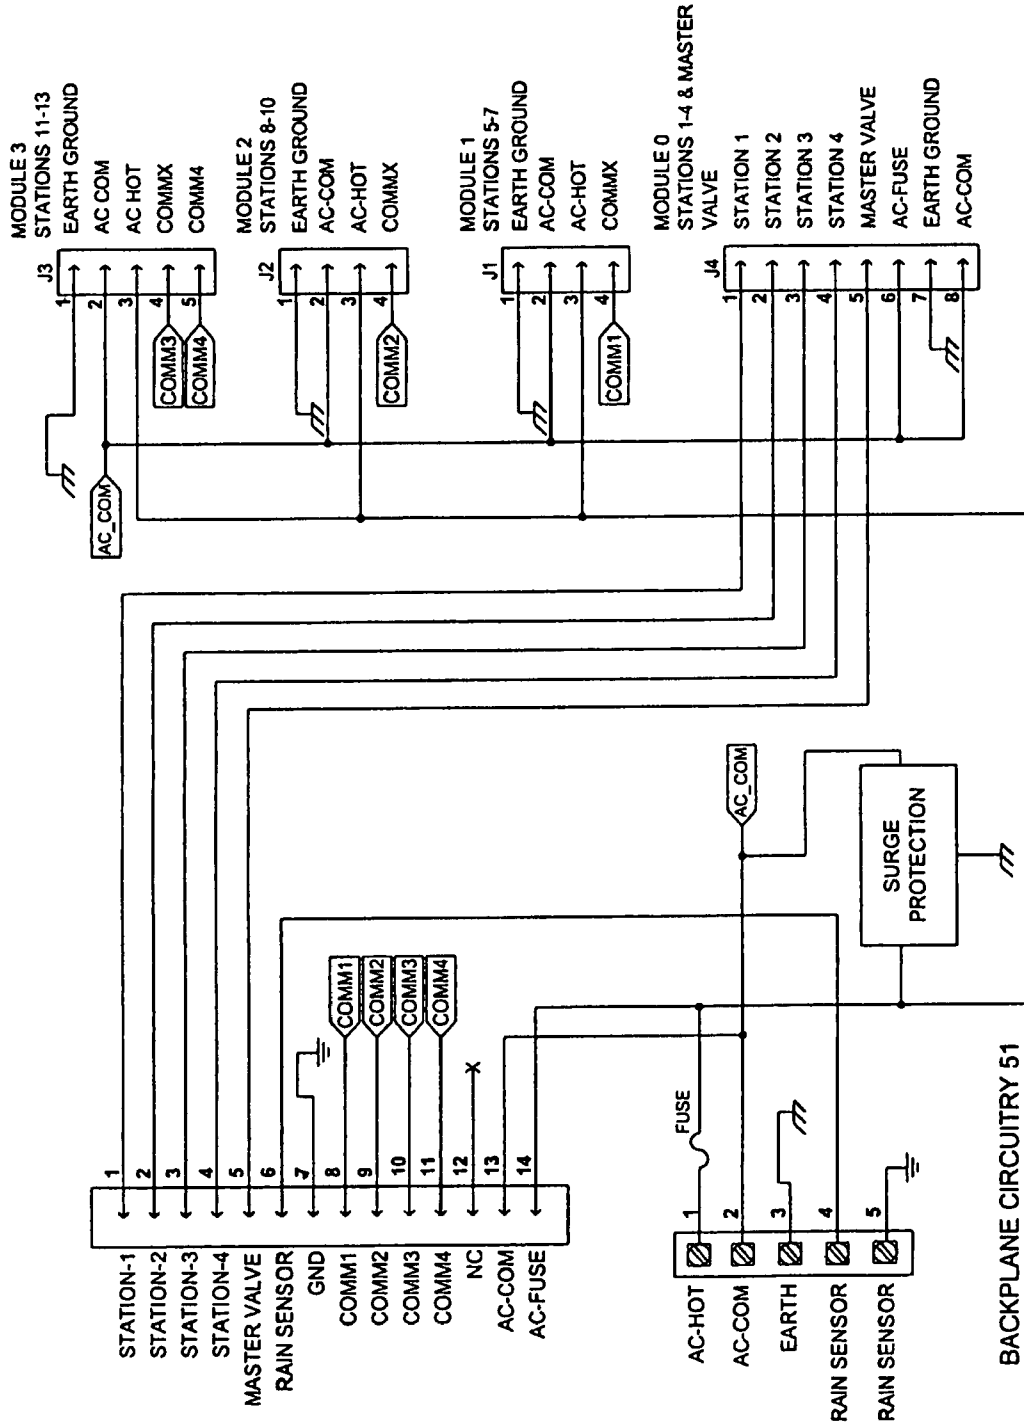 MODULE 3
STATIONS 11-13
EARTH GROUND
AC COM
AC HOT
COMMX
COMM4
J3
1
2
3
4
5
COMM3
COMM4
AC_COM
MODULE 2
STATIONS 8-10
EARTH GROUND
AC-COM
AC-HOT
COMMX
J2
1
2
3
4
COMM2
MODULE 1
STATIONS 5-7
EARTH GROUND
AC-COM
AC-HOT
COMMX
J1
1
2
3
4
COMM1
MODULE 0
STATIONS 1-4 & MASTER
VALVE
STATION 1
STATION 2
STATION 3
STATION 4
MASTER VALVE
AC-FUSE
EARTH GROUND
AC-COM
J4
1
2
3
4
5
6
7
8
AC_COM
SURGE
PROTECTION
COMM1
COMM2
COMM3
COMM4
X
1
2
3
4
5
6
7
8
9
10
11
12
13
14
STATION-1
STATION-2
STATION-3
STATION-4
MASTER VALVE
RAIN SENSOR
GND
COMM1
COMM2
COMM3
COMM4
NC
AC-COM
AC-FUSE
FUSE
1
2
3
4
5
AC-HOT
AC-COM
EARTH
RAIN SENSOR
RAIN SENSOR
BACKPLANE CIRCUITRY 51